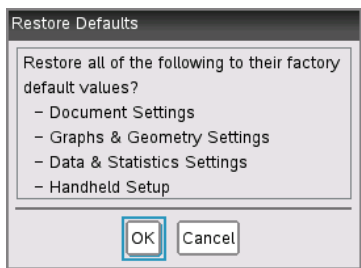 Restore Defaults
Restore all of the following to their factory
default values?
– Document Settings
– Graphs & Geometry Settings
– Data & Statistics Settings
– Handheld Setup
OK Cancel